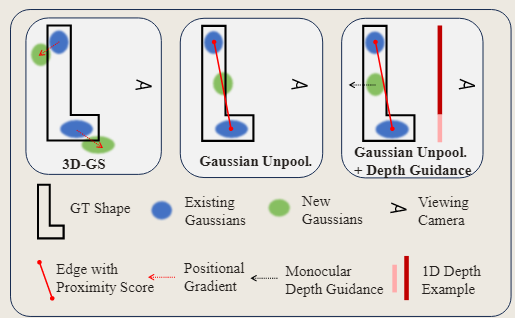 3D-GS
Gaussian Unpool.
Gaussian Unpool.
+ Depth Guidance
GT Shape
Existing
Gaussians
New
Gaussians
Viewing
Camera
Edge with
Proximity Score
Positional
Gradient
Monocular
Depth Guidance
1D Depth
Example